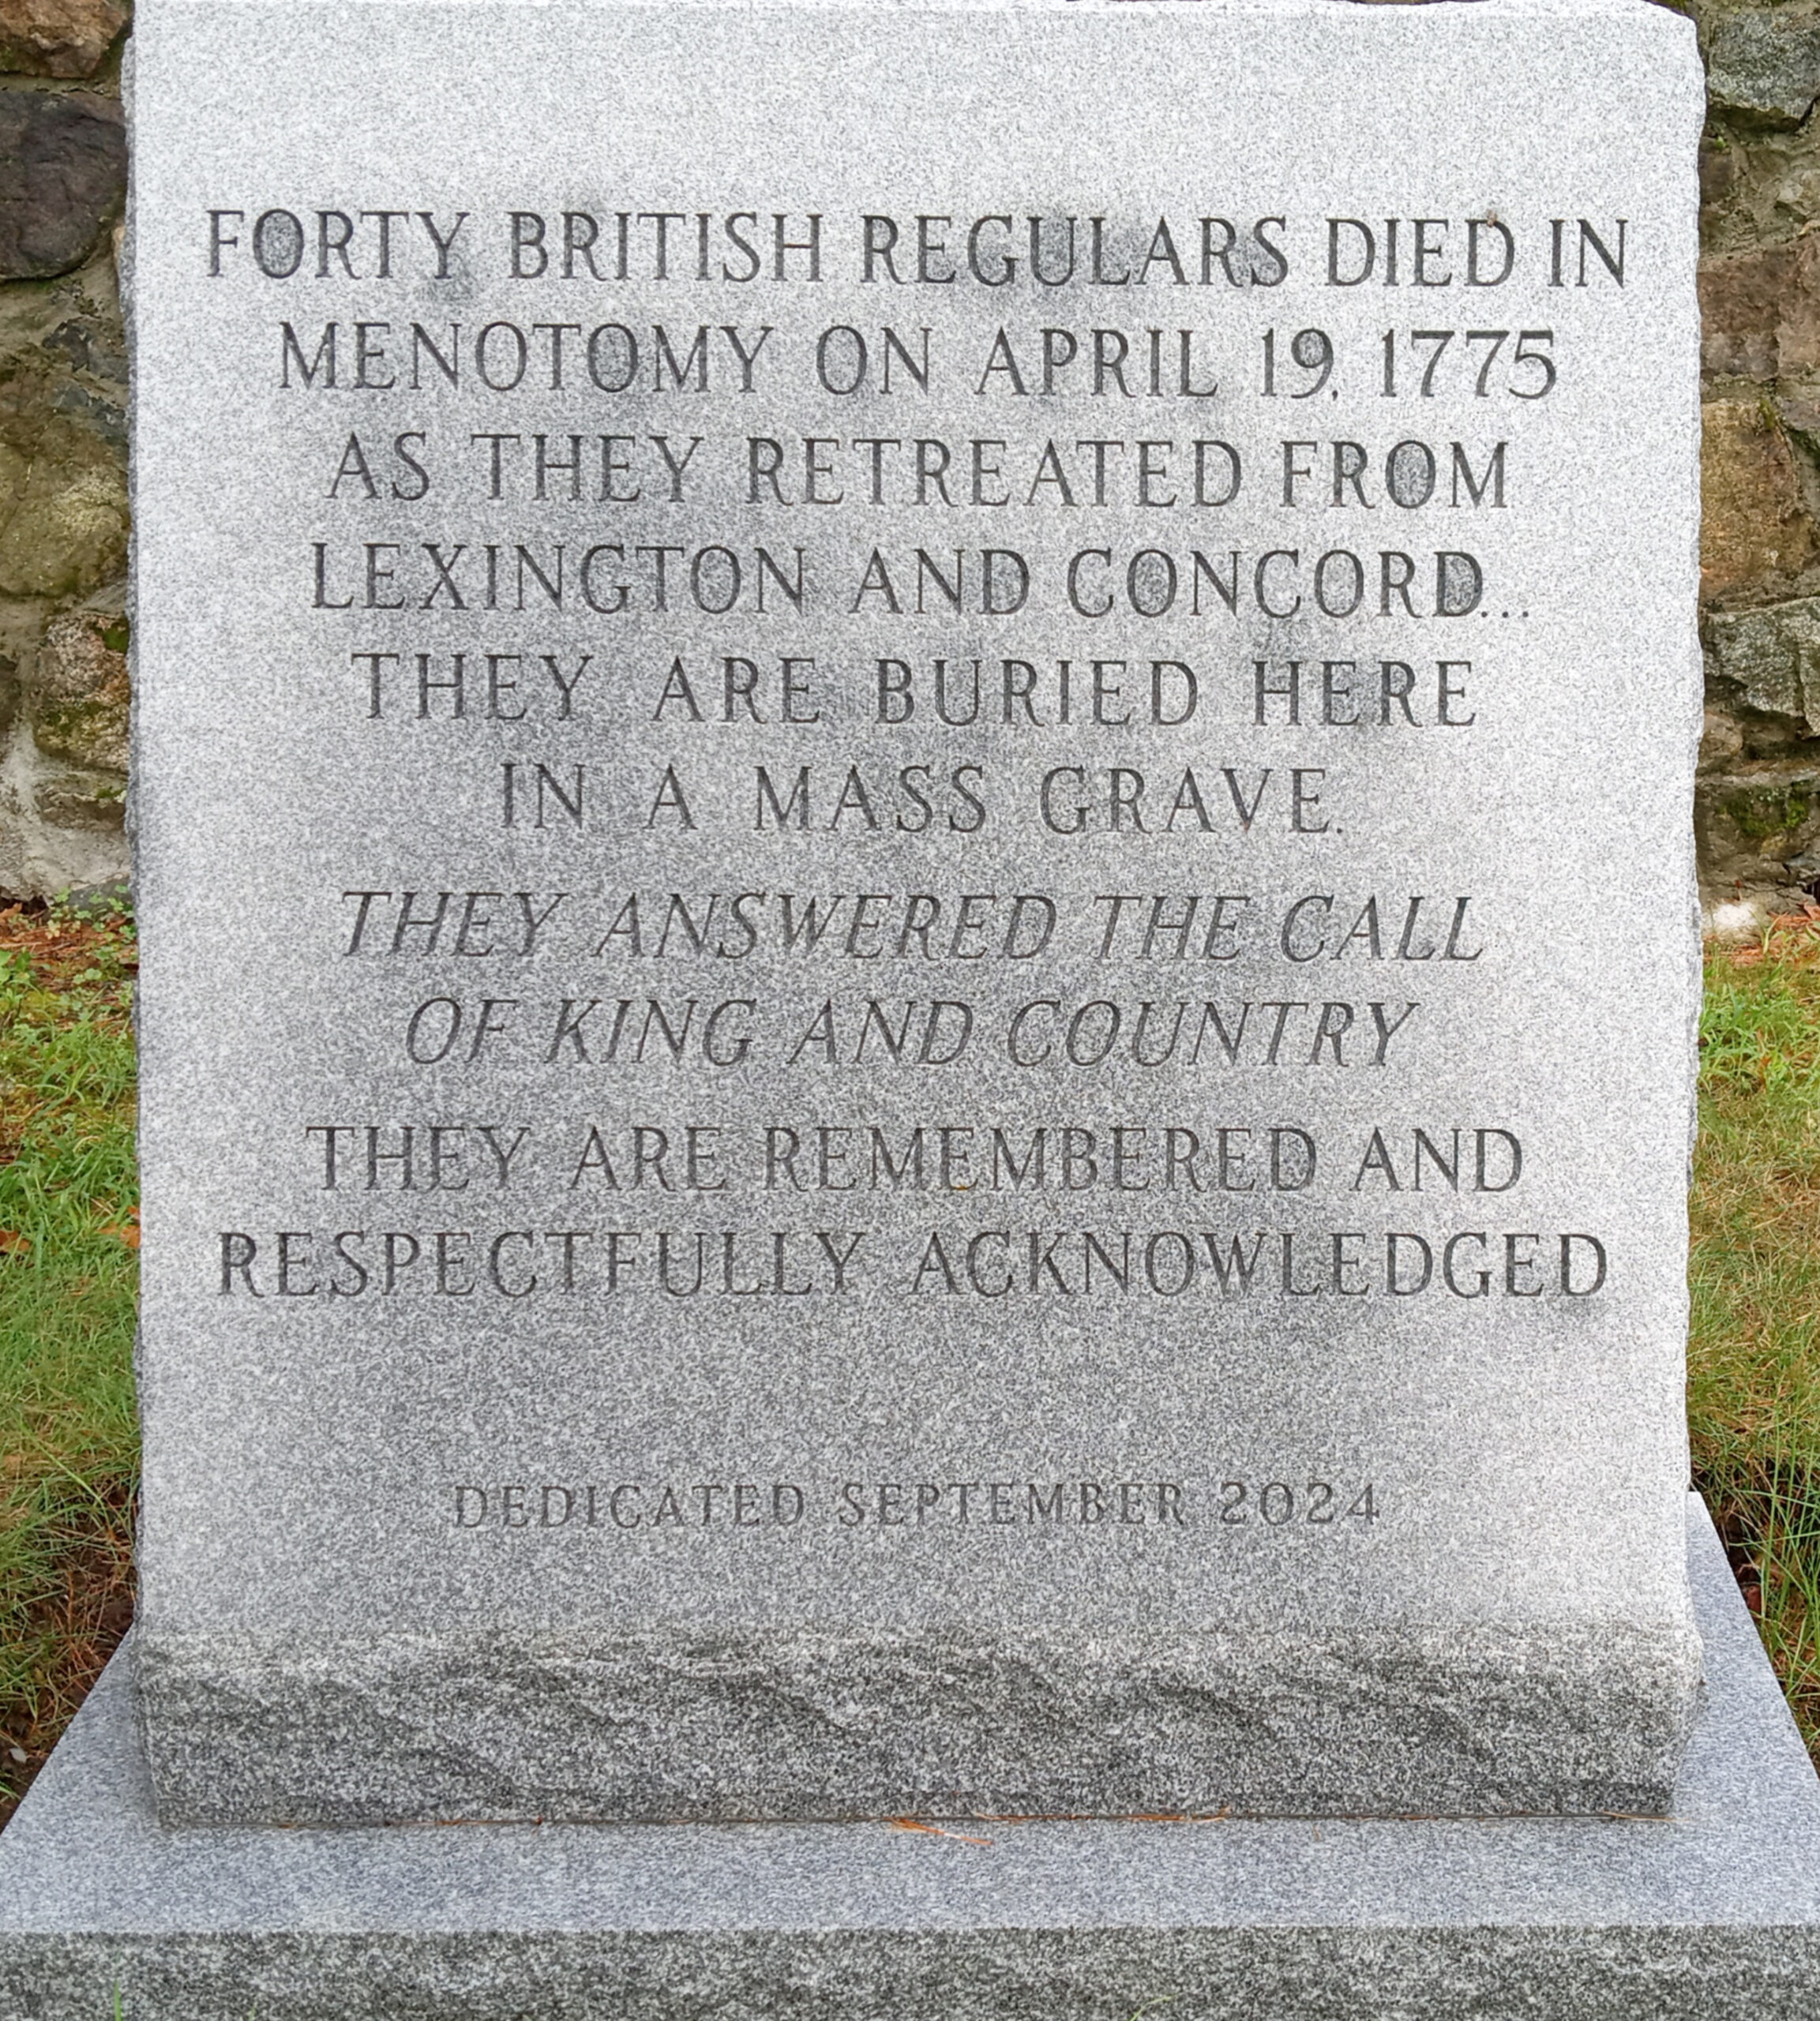 FORTY BRITISH REGULARS DIED IN
MENOTOMY ON APRIL 19, 1775
AS THEY RETREATED FROM
LEXINGTON AND CONCORD...
THEY ARE BURIED HERE
IN A MASS GRAVE.
THEY ANSWERED THE CALL
OF KING AND COUNTRY
THEY ARE REMEMBERED AND
RESPECTFULLY ACKNOWLEDGED
DEDICATED SEPTEMBER 2024